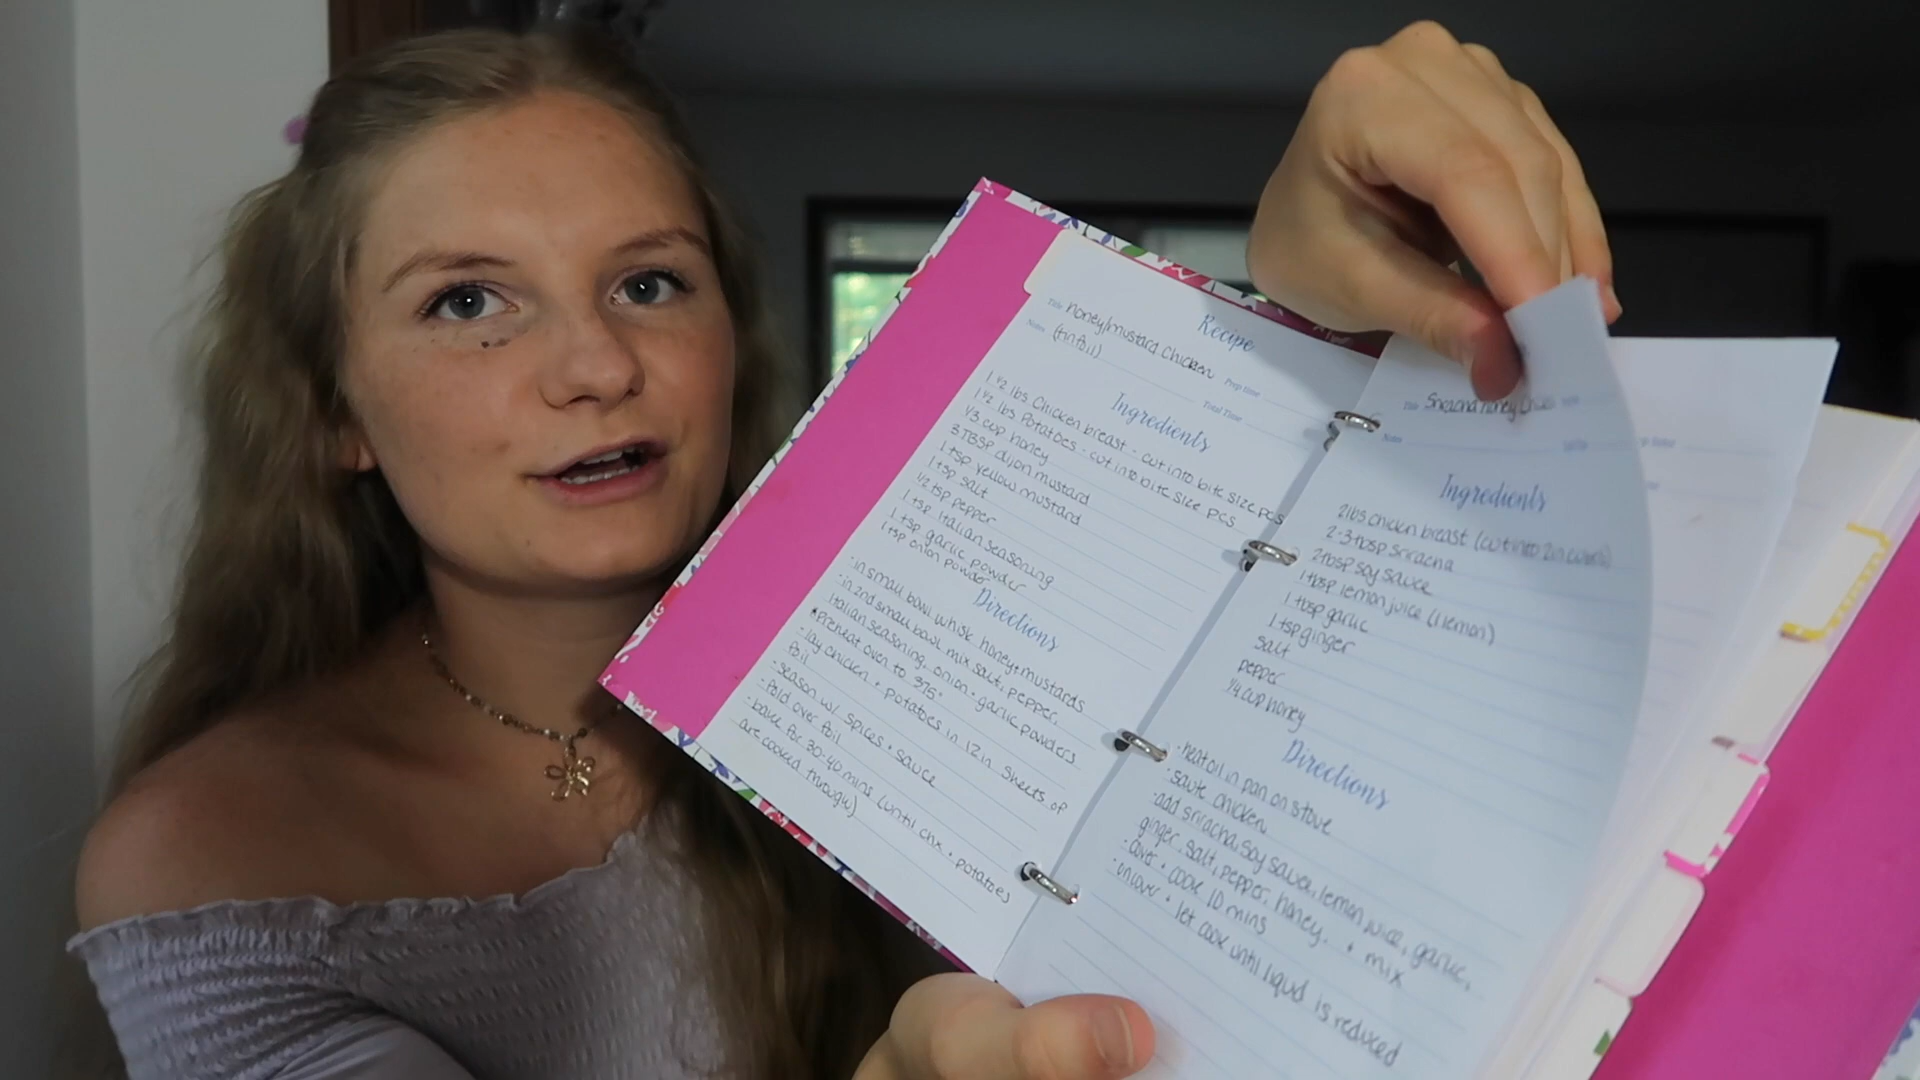 Recipe
Title Honey/mustard Chicken Prep time
Notes (tinfoil) Total Time
Ingredients
1 1/2 lbs Chicken breast - cut into bite size pcs
1 1/2 lbs Potatoes - cut into bite size pcs
1/3 cup honey
3 TBSP dijon mustard
1 tsp yellow mustard
1 tsp salt
1/2 tsp pepper
1 tsp italian seasoning
1 tsp garlic powder
1 tsp onion powder
Directions
· in small bowl whisk honey + mustards
· in 2nd small bowl mix salt, pepper,
italian seasoning, onion + garlic powders
*preheat oven to 375°
· lay chicken + potatoes in 12in sheets of
foil
· season w/ spices + sauce
· fold over foil
· bake for 30-40 mins (until chx + potatoes
are cooked through)
Title Sriracha Honey
Notes
Ingredients
2 lbs chicken breast (cut into 2in cubes)
2-3 tbsp sriracha
2 tbsp soy sauce
1 tbsp lemon juice (1 lemon)
1 tbsp garlic
1 tsp ginger
salt
pepper
1/4 cup honey
Directions
· heat oil in pan on stove
· saute chicken
· add sriracha, soy sauce, lemon juice, garlic,
ginger, salt, pepper, honey, + mix
· cover + cook 10 mins
· uncover + let cook until liquid is reduced